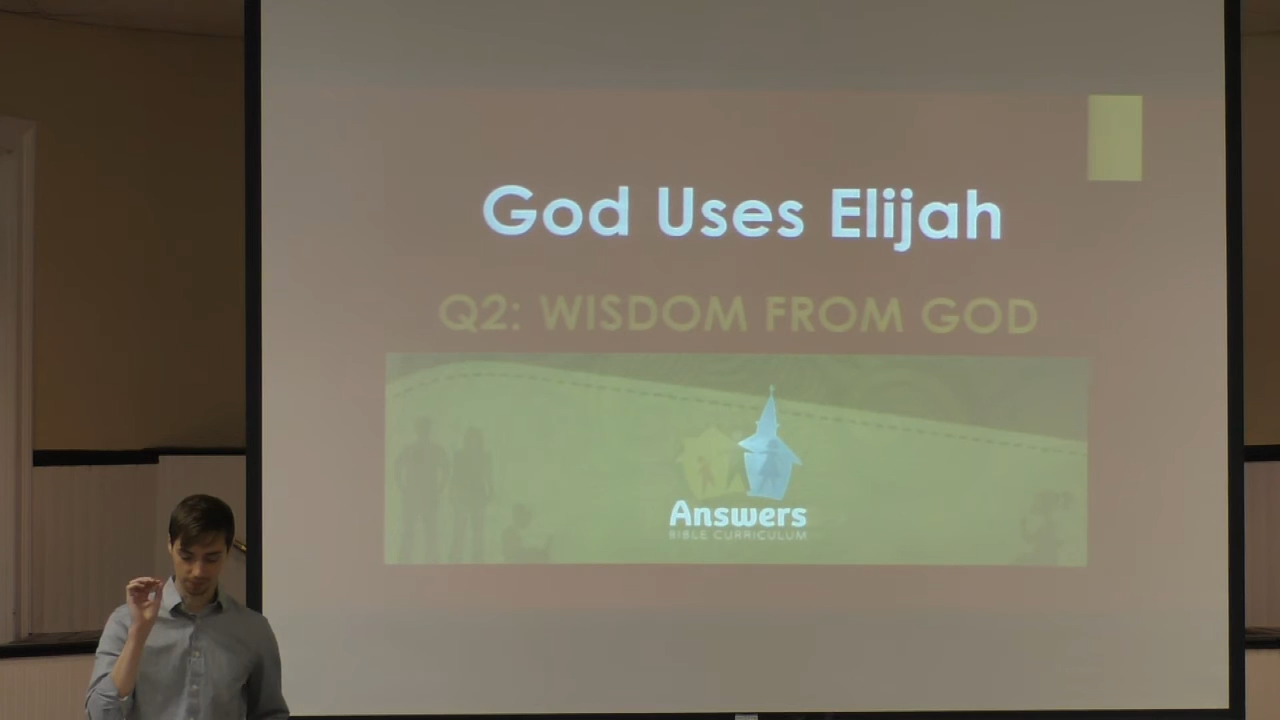 God Uses Elijah
Q2: WISDOM FROM GOD
Answers
BIBLE CURRICULUM